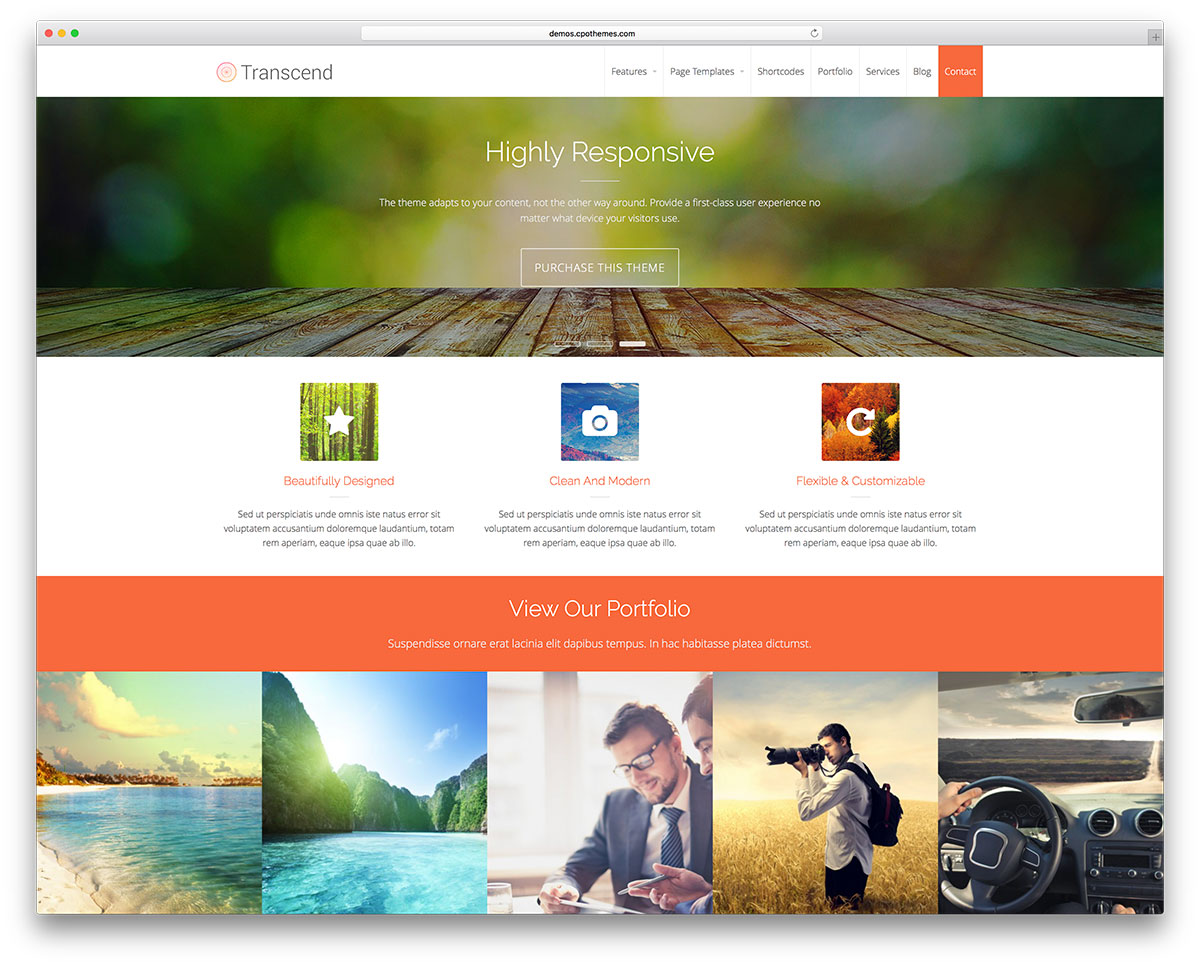 demos.cpothemes.com
Transcend
Features Page Templates Shortcodes Portfolio Services Blog Contact
Highly Responsive
The theme adapts to your content, not the other way around. Provide a first-class user experience no
matter what device your visitors use.
PURCHASE THIS THEME
Beautifully Designed
Sed ut perspiciatis unde omnis iste natus error sit
voluptatem accusantium doloremque laudantium, totam
rem aperiam, eaque ipsa quae ab illo.
Clean And Modern
Sed ut perspiciatis unde omnis iste natus error sit
voluptatem accusantium doloremque laudantium, totam
rem aperiam, eaque ipsa quae ab illo.
Flexible & Customizable
Sed ut perspiciatis unde omnis iste natus error sit
voluptatem accusantium doloremque laudantium, totam
rem aperiam, eaque ipsa quae ab illo.
View Our Portfolio
Suspendisse ornare erat lacinia elit dapibus tempus. In hac habitasse platea dictumst.